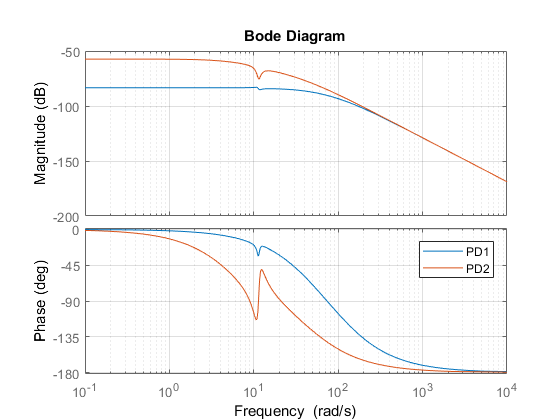 Bode Diagram
Magnitude (dB)
-50
-100
-150
-200
Phase (deg)
0
-45
-90
-135
-180
PD1
PD2
10^-1
10^0
10^1
10^2
10^3
10^4
Frequency (rad/s)